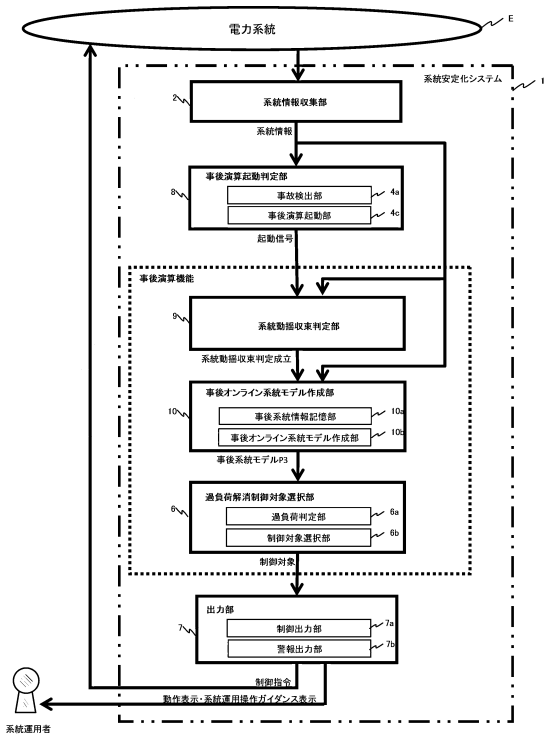 電力系統
E
系統安定化システム
1
2
系統情報収集部
系統情報
事後演算起動判定部
8
事故検出部
4a
事後演算起動部
4c
起動信号
事後演算機能
9
系統動揺収束判定部
系統動揺収束判定成立
事後オンライン系統モデル作成部
10
事後系統情報記憶部
10a
事後オンライン系統モデル作成部
10b
事後系統モデルP3
過負荷解消制御対象選択部
6
過負荷判定部
6a
制御対象選択部
6b
制御対象
出力部
7
制御出力部
7a
警報出力部
7b
制御指令
動作表示・系統運用操作ガイダンス表示
系統運用者